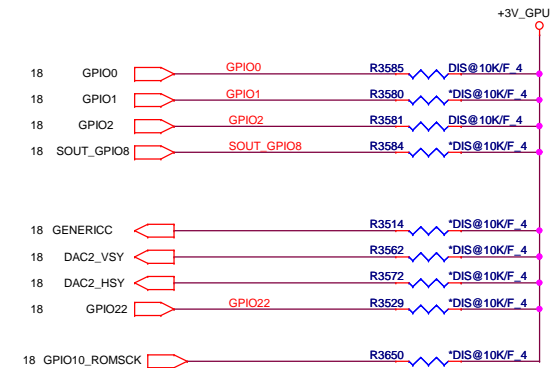 +3V_GPU
18 GPIO0 GPIO0 R3585 DIS@10K/F_4
18 GPIO1 GPIO1 R3580 *DIS@10K/F_4
18 GPIO2 GPIO2 R3581 DIS@10K/F_4
18 SOUT_GPIO8 SOUT_GPIO8 R3584 *DIS@10K/F_4
18 GENERICC R3514 *DIS@10K/F_4
18 DAC2_VSY R3562 *DIS@10K/F_4
18 DAC2_HSY R3572 *DIS@10K/F_4
18 GPIO22 GPIO22 R3529 *DIS@10K/F_4
18 GPIO10_ROMSCK R3650 *DIS@10K/F_4